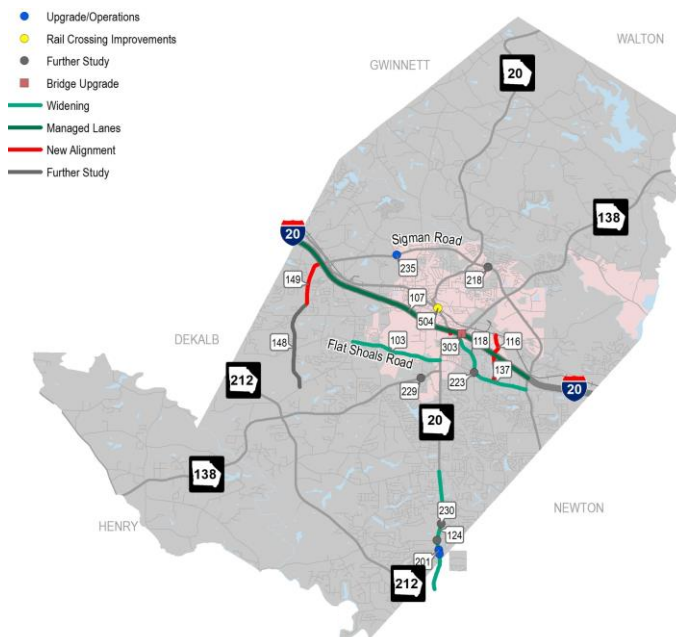 Upgrade/Operations
Rail Crossing Improvements
Further Study
Bridge Upgrade
Widening
Managed Lanes
New Alignment
Further Study
WALTON
GWINNETT
20
138
20
Sigman Road
235
218
149
107
504
DEKALB
148
103
303
118
116
Flat Shoals Road
137
212
229
223
20
20
138
230
NEWTON
124
HENRY
201
212